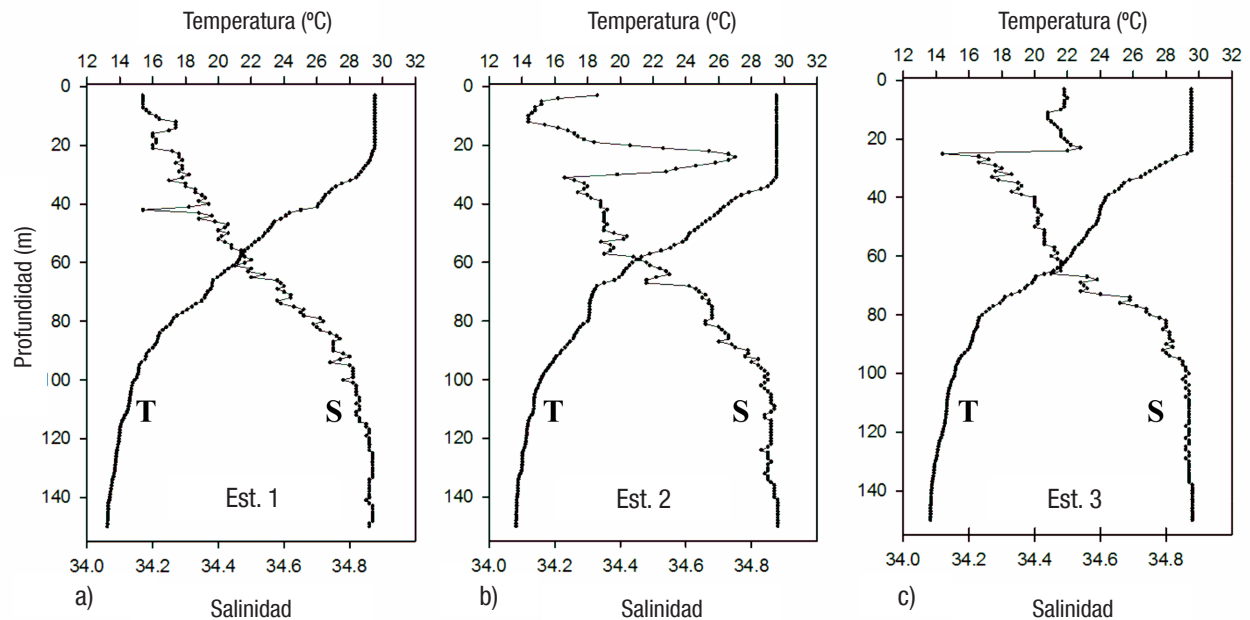 Temperatura (ºC) Temperatura (ºC) Temperatura (ºC)
12 14 16 18 20 22 24 26 28 30 32 12 14 16 18 20 22 24 26 28 30 32 12 14 16 18 20 22 24 26 28 30 32
0 0 0
20 20 20
40 40 40
Profundidad (m)
60 60 60
80 80 80
100 100 100
T S T S T S
120 120 120
Est. 1 Est. 2 Est. 3
140 140 140
34.0 34.2 34.4 34.6 34.8 34.0 34.2 34.4 34.6 34.8 34.0 34.2 34.4 34.6 34.8
a) Salinidad b) Salinidad c) Salinidad